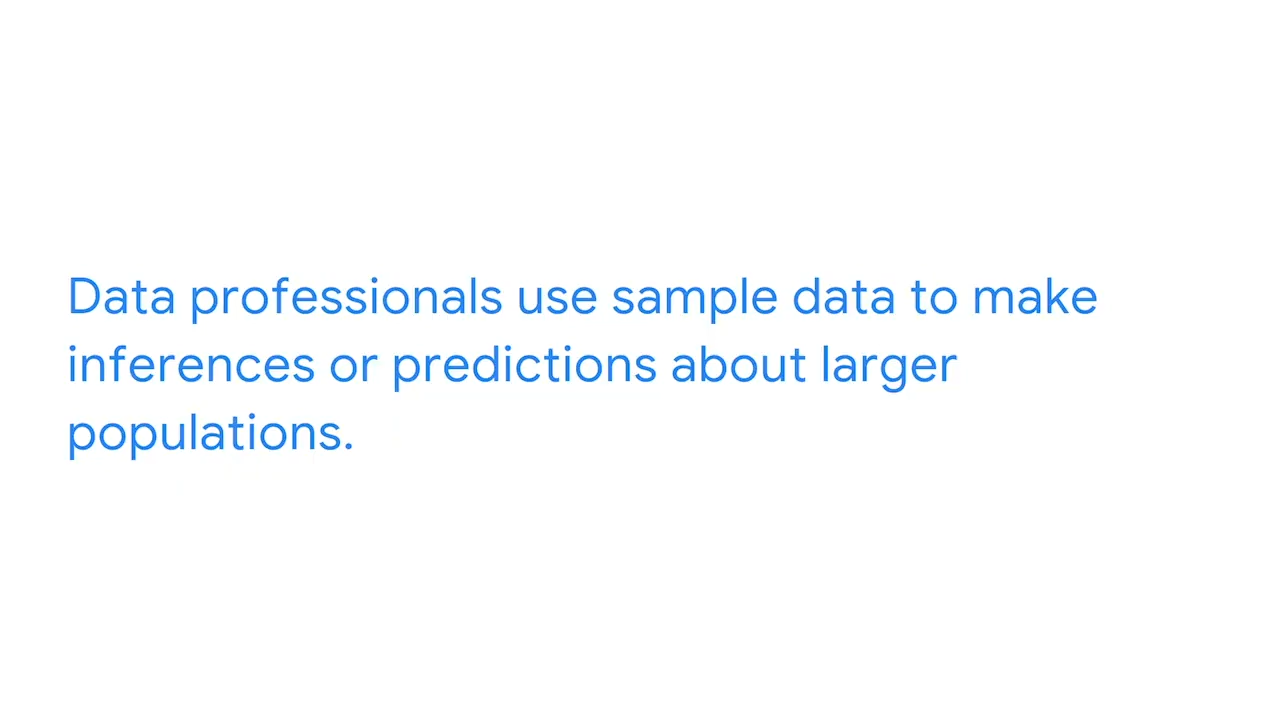 Data professionals use sample data to make
inferences or predictions about larger
populations.